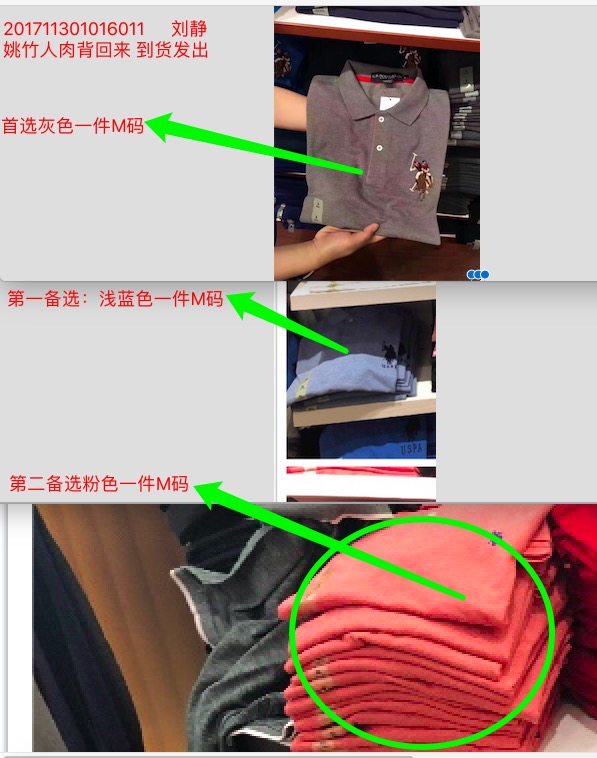 201711301016011 刘静
姚竹人肉背回来 到货发出
首选灰色一件M码
第一备选：浅蓝色一件M码
USPA
第二备选粉色一件M码